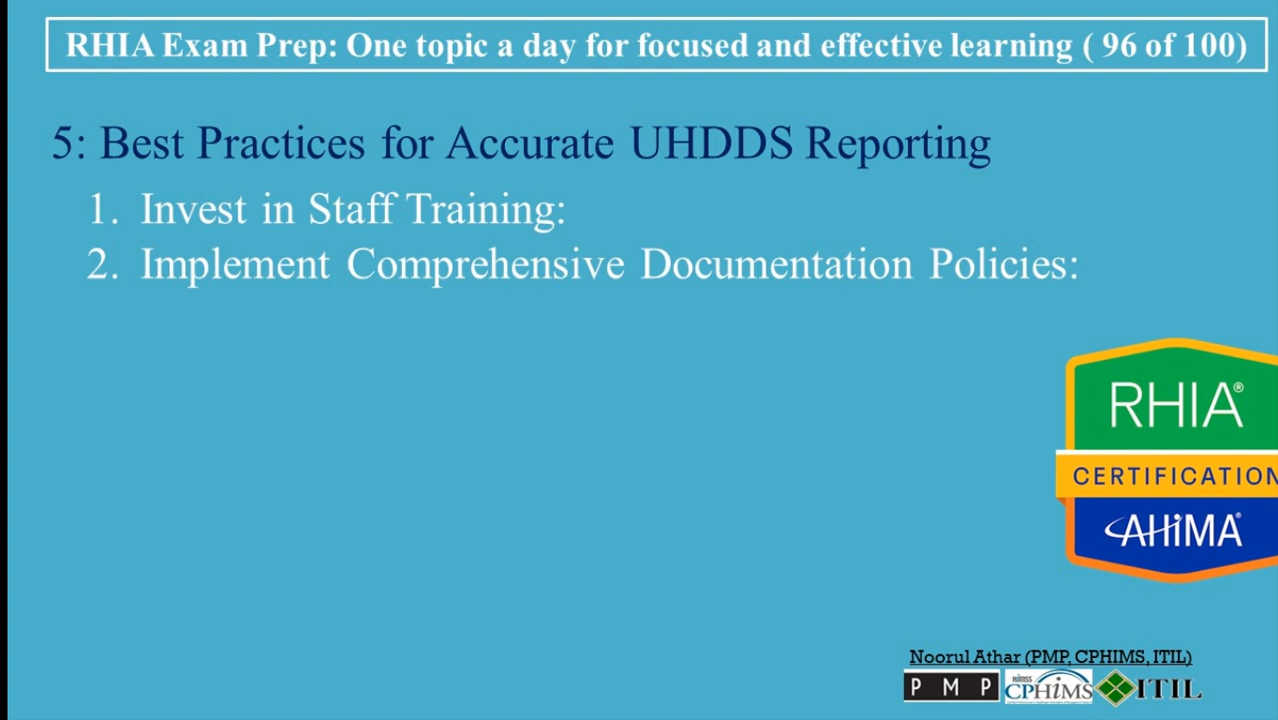 RHIA Exam Prep: One topic a day for focused and effective learning ( 96 of 100)
5: Best Practices for Accurate UHDDS Reporting
1. Invest in Staff Training:
2. Implement Comprehensive Documentation Policies:
RHIA®
CERTIFICATION
AHiMA®
Noorul Athar (PMP, CPHIMS, ITIL)
P M P himss CPHiMS ITIL